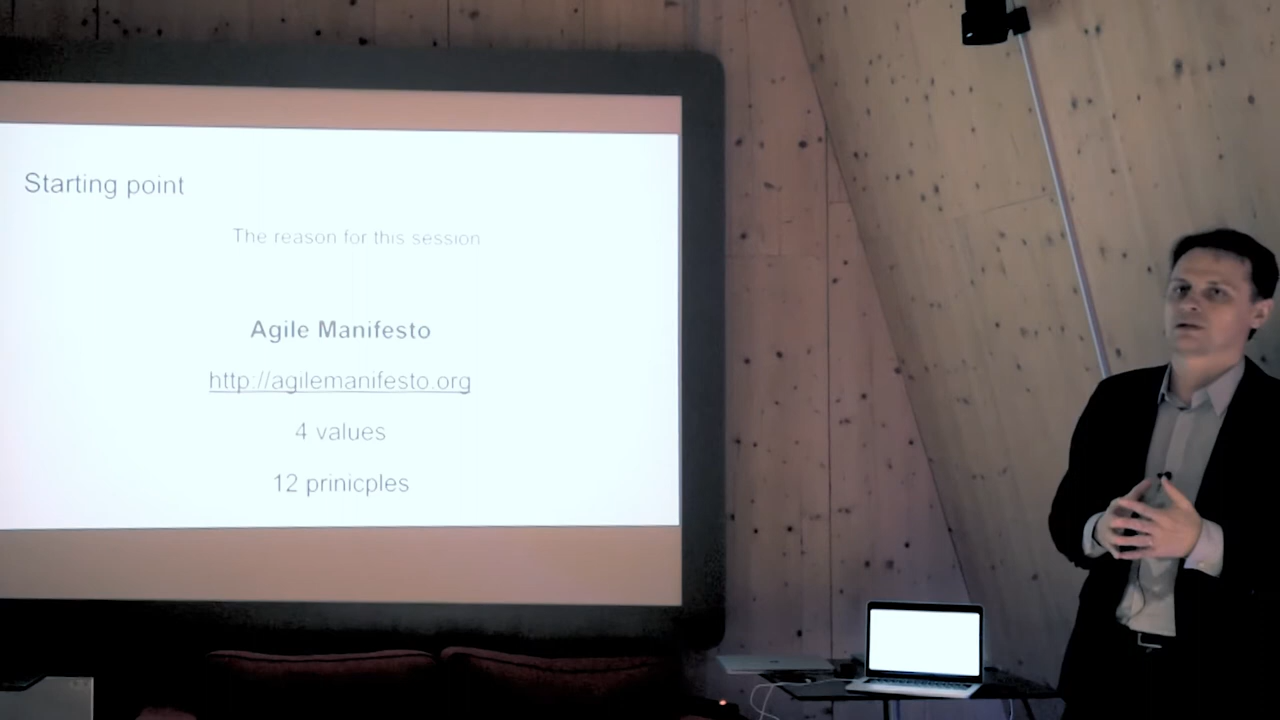 Starting point
The reason for this session
Agile Manifesto
http://agilemanifesto.org
4 values
12 prinicples